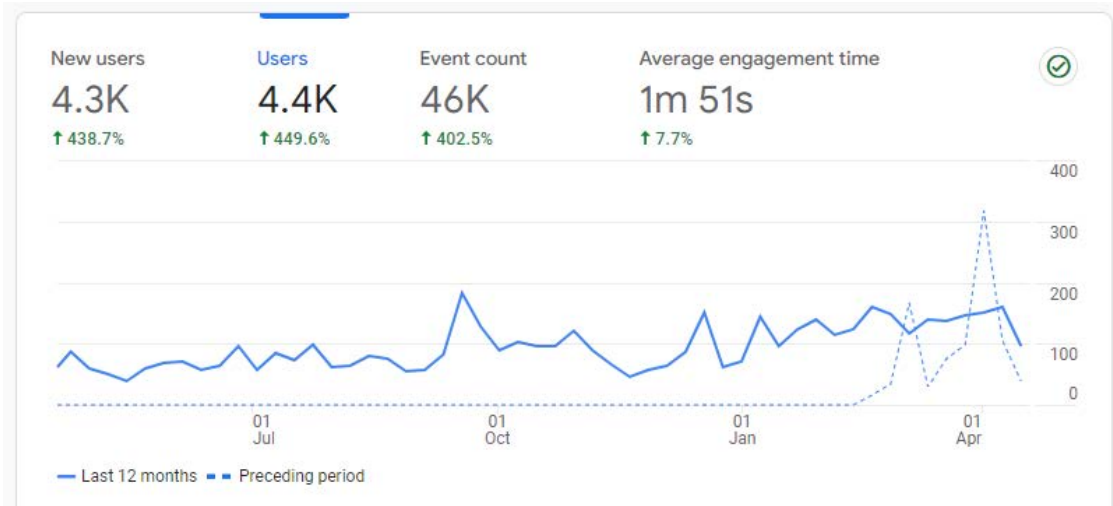 New users
4.3K
↑ 438.7%
Users
4.4K
↑ 449.6%
Event count
46K
↑ 402.5%
Average engagement time
1m 51s
↑ 7.7%
400
300
200
100
0
01
Jul
01
Oct
01
Jan
01
Apr
Last 12 months
Preceding period